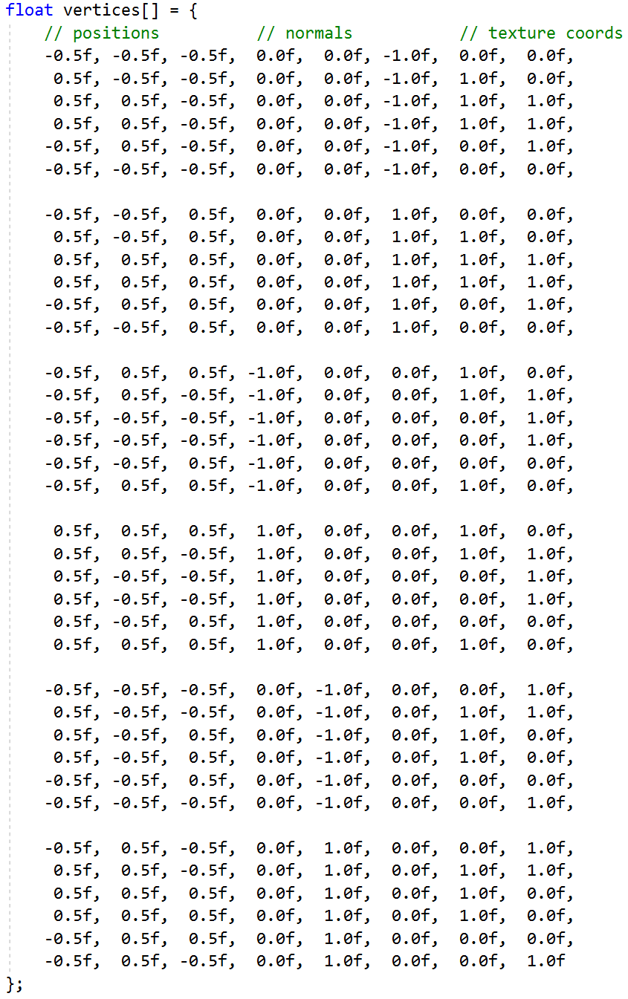 float vertices[] = {
    // positions          // normals           // texture coords
    -0.5f, -0.5f, -0.5f,  0.0f,  0.0f, -1.0f,  0.0f,  0.0f,
     0.5f, -0.5f, -0.5f,  0.0f,  0.0f, -1.0f,  1.0f,  0.0f,
     0.5f,  0.5f, -0.5f,  0.0f,  0.0f, -1.0f,  1.0f,  1.0f,
     0.5f,  0.5f, -0.5f,  0.0f,  0.0f, -1.0f,  1.0f,  1.0f,
    -0.5f,  0.5f, -0.5f,  0.0f,  0.0f, -1.0f,  0.0f,  1.0f,
    -0.5f, -0.5f, -0.5f,  0.0f,  0.0f, -1.0f,  0.0f,  0.0f,

    -0.5f, -0.5f,  0.5f,  0.0f,  0.0f,  1.0f,  0.0f,  0.0f,
     0.5f, -0.5f,  0.5f,  0.0f,  0.0f,  1.0f,  1.0f,  0.0f,
     0.5f,  0.5f,  0.5f,  0.0f,  0.0f,  1.0f,  1.0f,  1.0f,
     0.5f,  0.5f,  0.5f,  0.0f,  0.0f,  1.0f,  1.0f,  1.0f,
    -0.5f,  0.5f,  0.5f,  0.0f,  0.0f,  1.0f,  0.0f,  1.0f,
    -0.5f, -0.5f,  0.5f,  0.0f,  0.0f,  1.0f,  0.0f,  0.0f,

    -0.5f,  0.5f,  0.5f, -1.0f,  0.0f,  0.0f,  1.0f,  0.0f,
    -0.5f,  0.5f, -0.5f, -1.0f,  0.0f,  0.0f,  1.0f,  1.0f,
    -0.5f, -0.5f, -0.5f, -1.0f,  0.0f,  0.0f,  0.0f,  1.0f,
    -0.5f, -0.5f, -0.5f, -1.0f,  0.0f,  0.0f,  0.0f,  1.0f,
    -0.5f, -0.5f,  0.5f, -1.0f,  0.0f,  0.0f,  0.0f,  0.0f,
    -0.5f,  0.5f,  0.5f, -1.0f,  0.0f,  0.0f,  1.0f,  0.0f,

     0.5f,  0.5f,  0.5f,  1.0f,  0.0f,  0.0f,  1.0f,  0.0f,
     0.5f,  0.5f, -0.5f,  1.0f,  0.0f,  0.0f,  1.0f,  1.0f,
     0.5f, -0.5f, -0.5f,  1.0f,  0.0f,  0.0f,  0.0f,  1.0f,
     0.5f, -0.5f, -0.5f,  1.0f,  0.0f,  0.0f,  0.0f,  1.0f,
     0.5f, -0.5f,  0.5f,  1.0f,  0.0f,  0.0f,  0.0f,  0.0f,
     0.5f,  0.5f,  0.5f,  1.0f,  0.0f,  0.0f,  1.0f,  0.0f,

    -0.5f, -0.5f, -0.5f,  0.0f, -1.0f,  0.0f,  0.0f,  1.0f,
     0.5f, -0.5f, -0.5f,  0.0f, -1.0f,  0.0f,  1.0f,  1.0f,
     0.5f, -0.5f,  0.5f,  0.0f, -1.0f,  0.0f,  1.0f,  0.0f,
     0.5f, -0.5f,  0.5f,  0.0f, -1.0f,  0.0f,  1.0f,  0.0f,
    -0.5f, -0.5f,  0.5f,  0.0f, -1.0f,  0.0f,  0.0f,  0.0f,
    -0.5f, -0.5f, -0.5f,  0.0f, -1.0f,  0.0f,  0.0f,  1.0f,

    -0.5f,  0.5f, -0.5f,  0.0f,  1.0f,  0.0f,  0.0f,  1.0f,
     0.5f,  0.5f, -0.5f,  0.0f,  1.0f,  0.0f,  1.0f,  1.0f,
     0.5f,  0.5f,  0.5f,  0.0f,  1.0f,  0.0f,  1.0f,  0.0f,
     0.5f,  0.5f,  0.5f,  0.0f,  1.0f,  0.0f,  1.0f,  0.0f,
    -0.5f,  0.5f,  0.5f,  0.0f,  1.0f,  0.0f,  0.0f,  0.0f,
    -0.5f,  0.5f, -0.5f,  0.0f,  1.0f,  0.0f,  0.0f,  1.0f
};